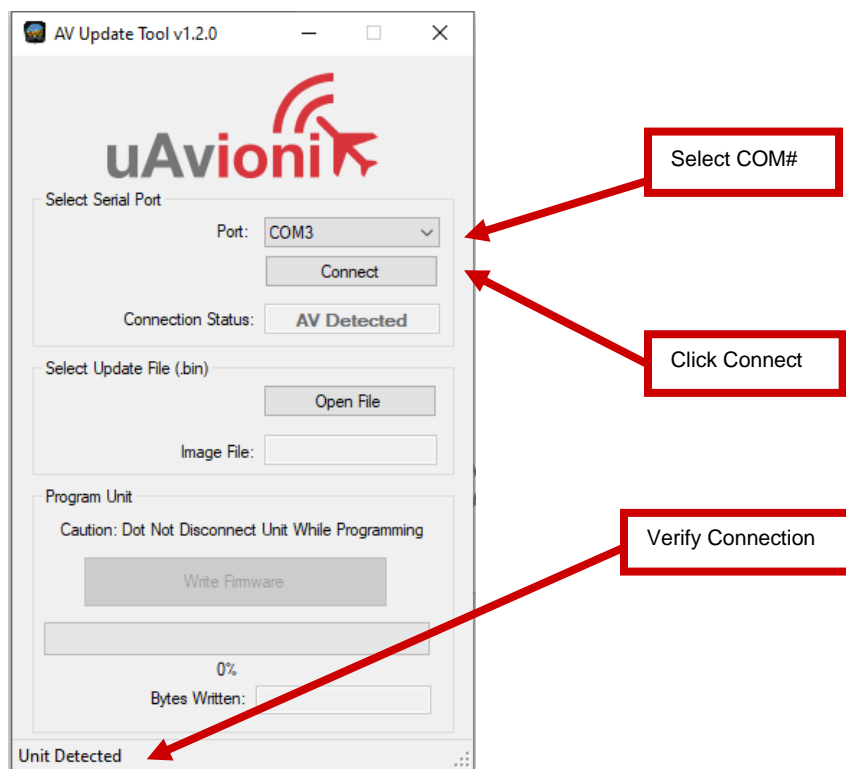 AV Update Tool v1.2.0
uAvioni
Select COM#
Select Serial Port
Port: COM3
Connect
Connection Status: AV Detected
Click Connect
Select Update File (.bin)
Open File
Image File:
Program Unit
Caution: Dot Not Disconnect Unit While Programming
Verify Connection
Write Firmware
0%
Bytes Written:
Unit Detected